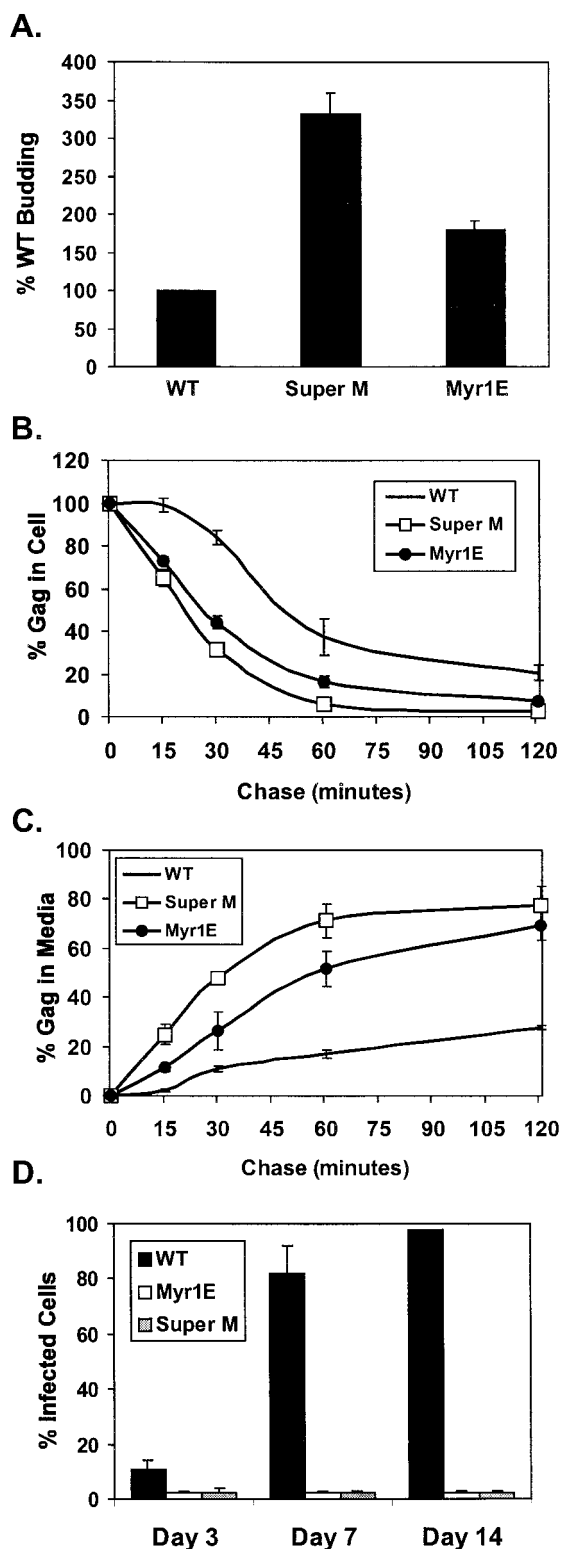 A.
% WT Budding
400
350
300
250
200
150
100
50
0
WT Super M Myr1E
B.
% Gag in Cell
120
100
80
60
40
20
0
WT
Super M
Myr1E
0 15 30 45 60 75 90 105 120
Chase (minutes)
C.
% Gag in Media
100
80
60
40
20
0
WT
Super M
Myr1E
0 15 30 45 60 75 90 105 120
Chase (minutes)
D.
% Infected Cells
100
80
60
40
20
0
WT
Myr1E
Super M
Day 3 Day 7 Day 14